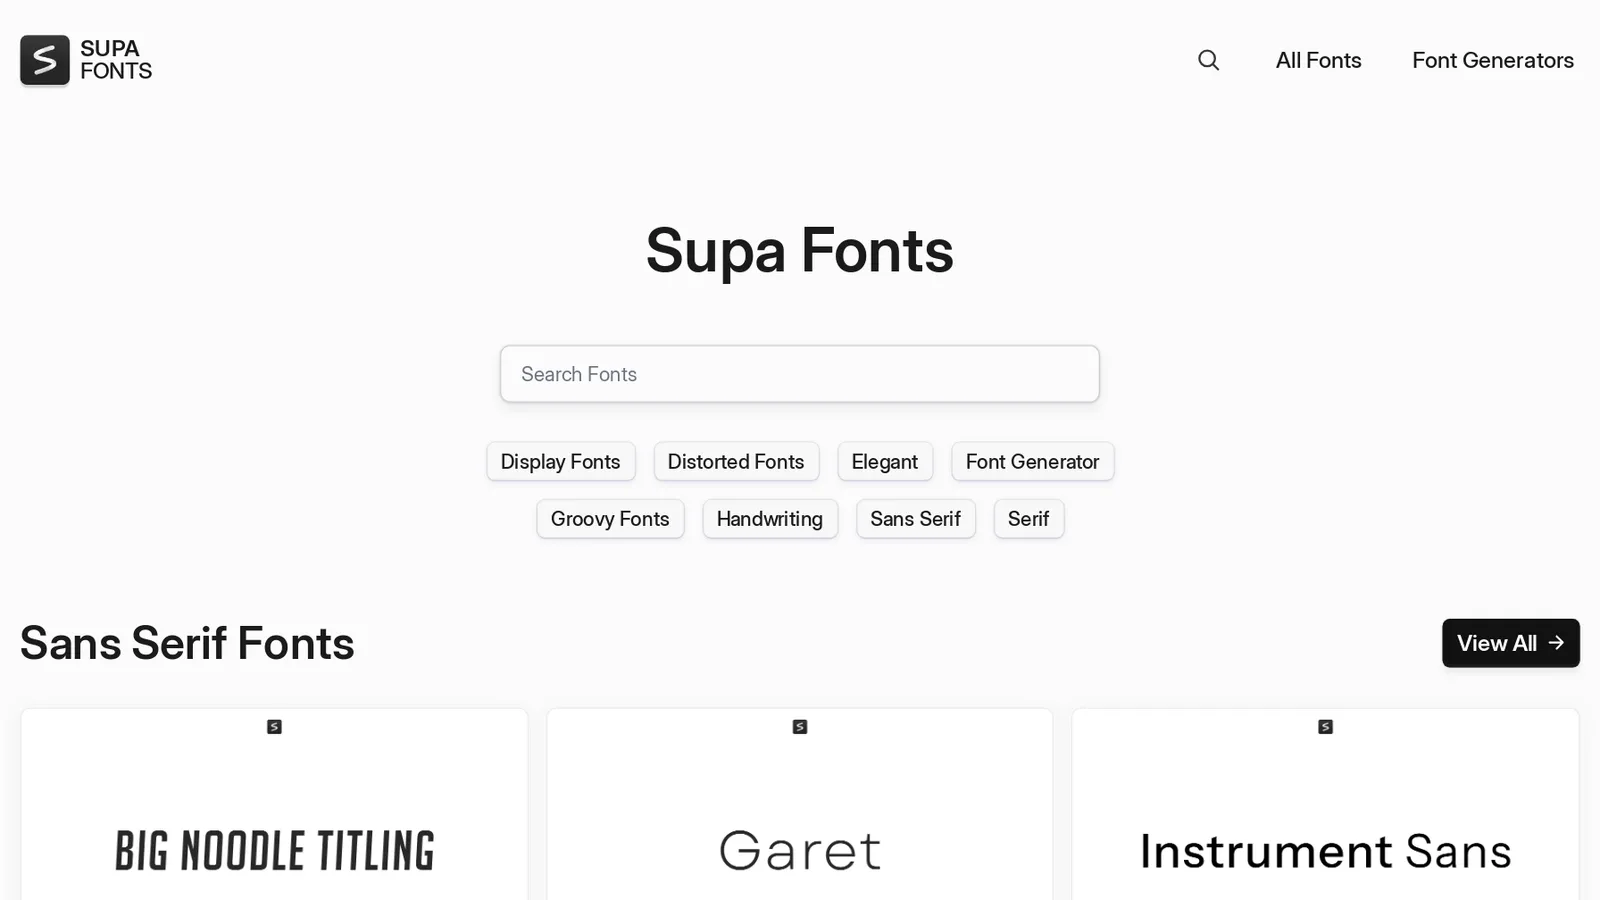 SUPA
FONTS
All Fonts
Font Generators
Supa Fonts
Search Fonts
Display Fonts
Distorted Fonts
Elegant
Font Generator
Groovy Fonts
Handwriting
Sans Serif
Serif
Sans Serif Fonts
View All →
BIG NOODLE TITLING
Garet
Instrument Sans